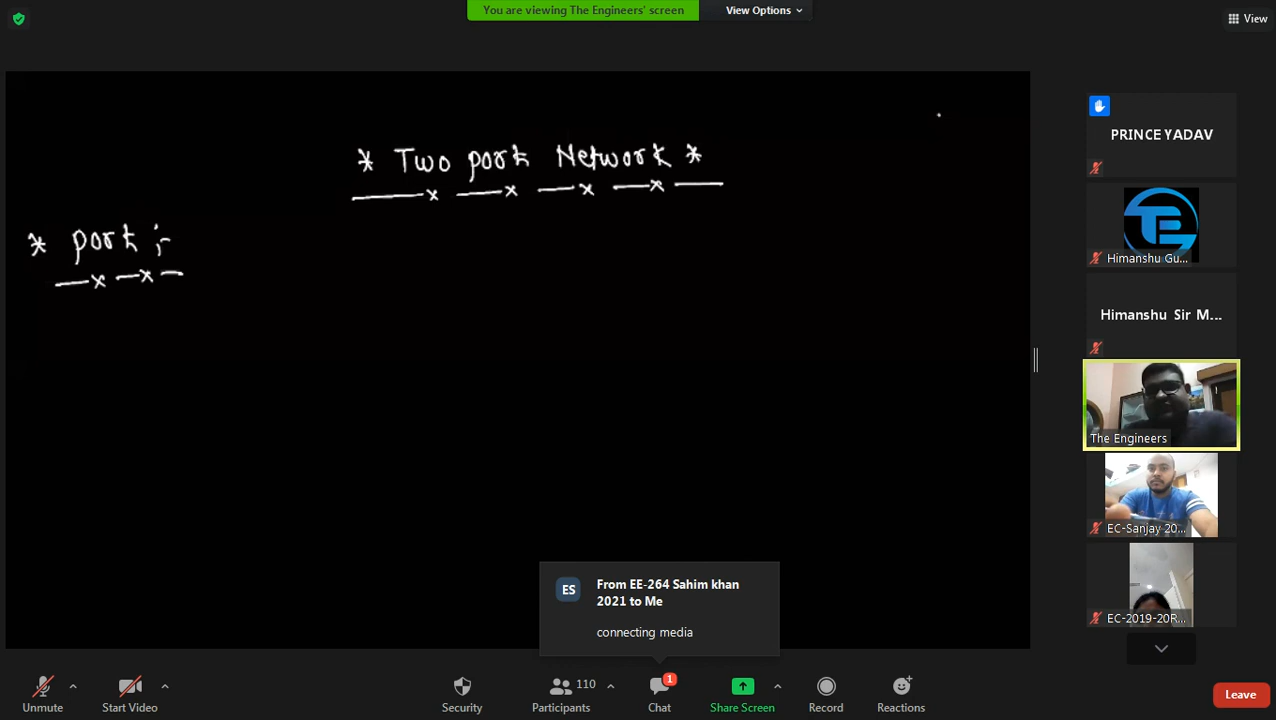 You are viewing The Engineers' screen
View Options
View
* Two port Network *
* port :-
PRINCE YADAV
TE
Himanshu Gu...
Himanshu Sir M...
The Engineers
EC-Sanjay 20...
EC-2019-20R...
ES
From EE-264 Sahim khan
2021 to Me
connecting media
Unmute
Start Video
Security
110
Participants
1
Chat
Share Screen
Record
Reactions
Leave